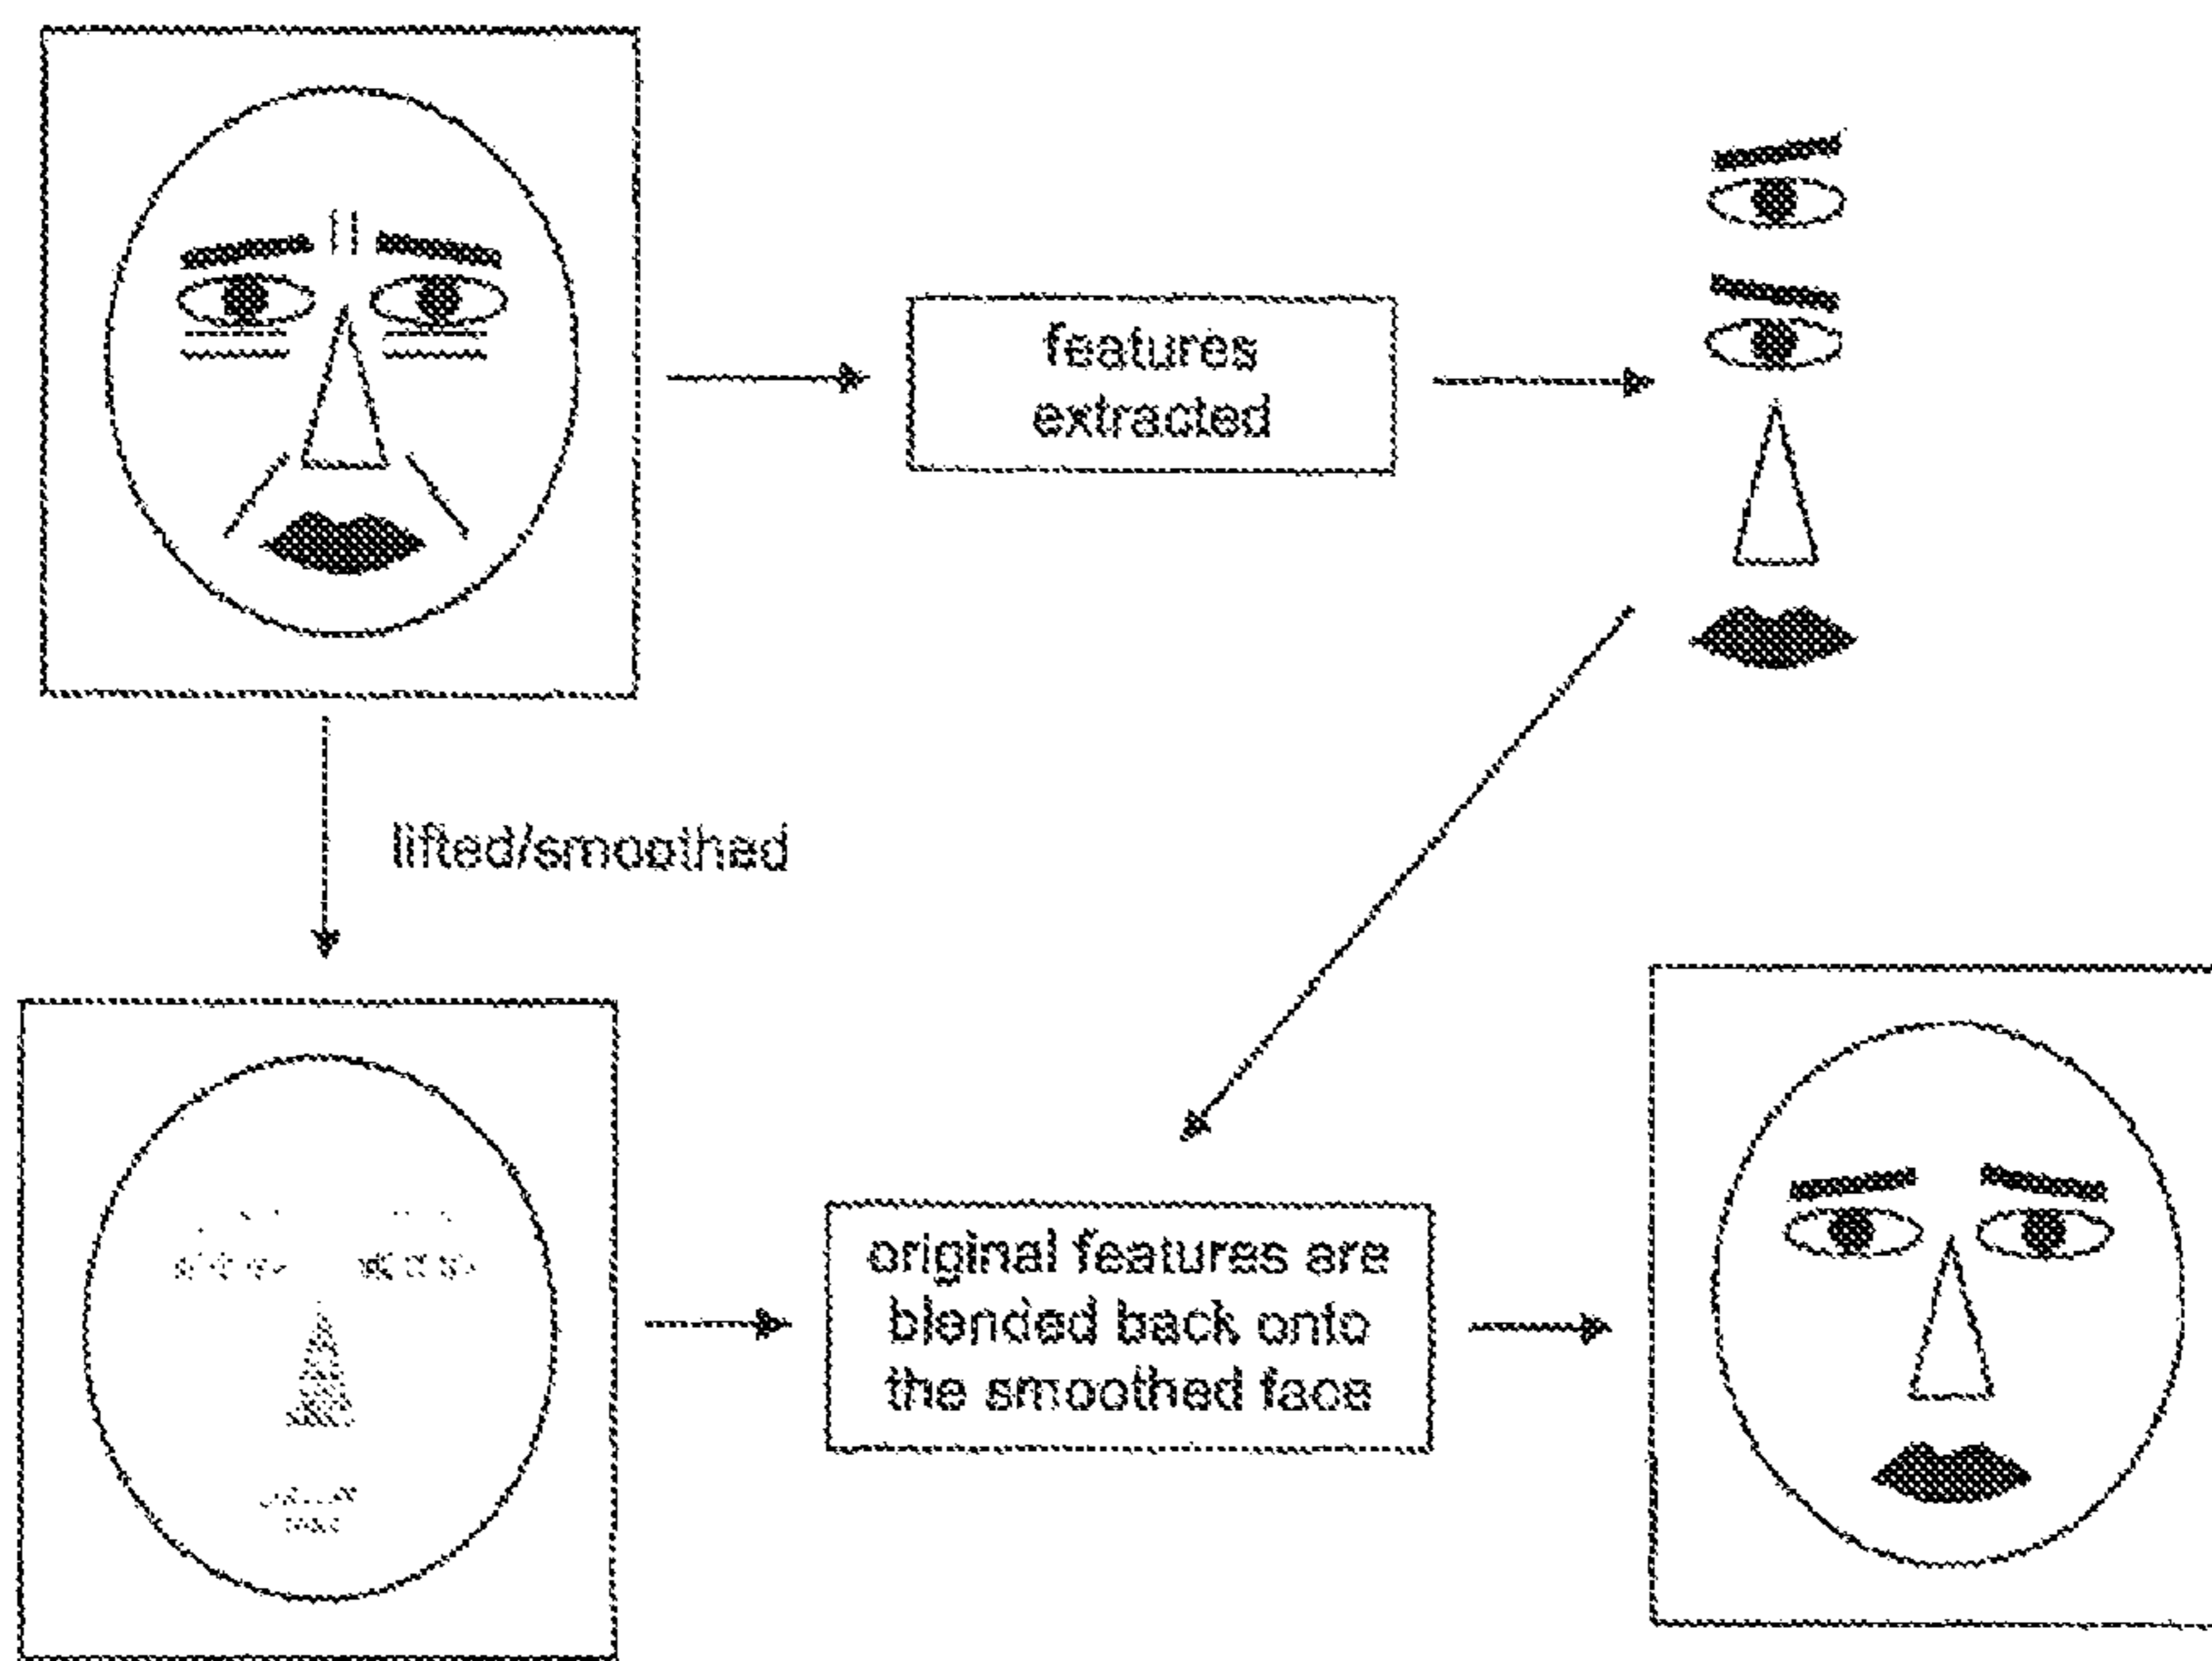 features
extracted
lifted/smoothed
original features are
blended back onto
the smoothed face